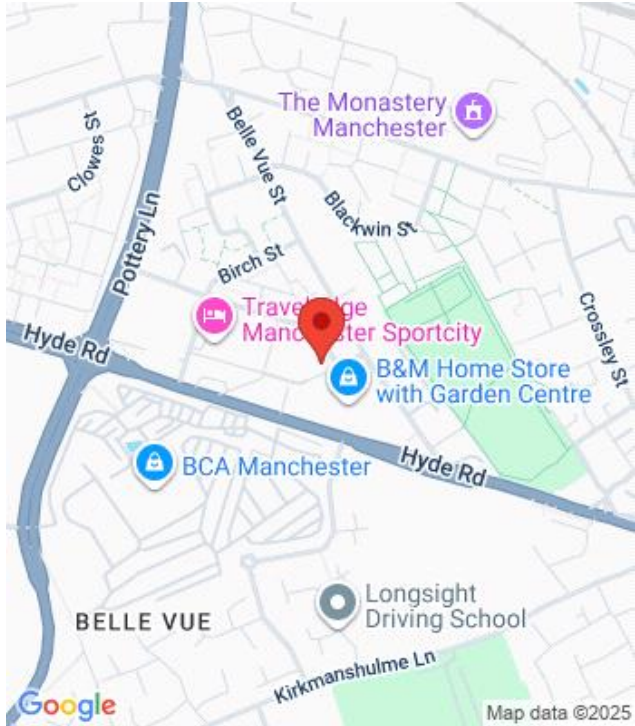 The Monastery
Manchester
Clowes St
Belle Vue St
Blackwin St
Pottery Ln
Birch St
Crossley St
Manchester Sportcity
Hyde Rd
B&M Home Store
with Garden Centre
BCA Manchester
Hyde Rd
Longsight
Driving School
BELLE VUE
Kirkmanshulme Ln
Google
Map data ©2025